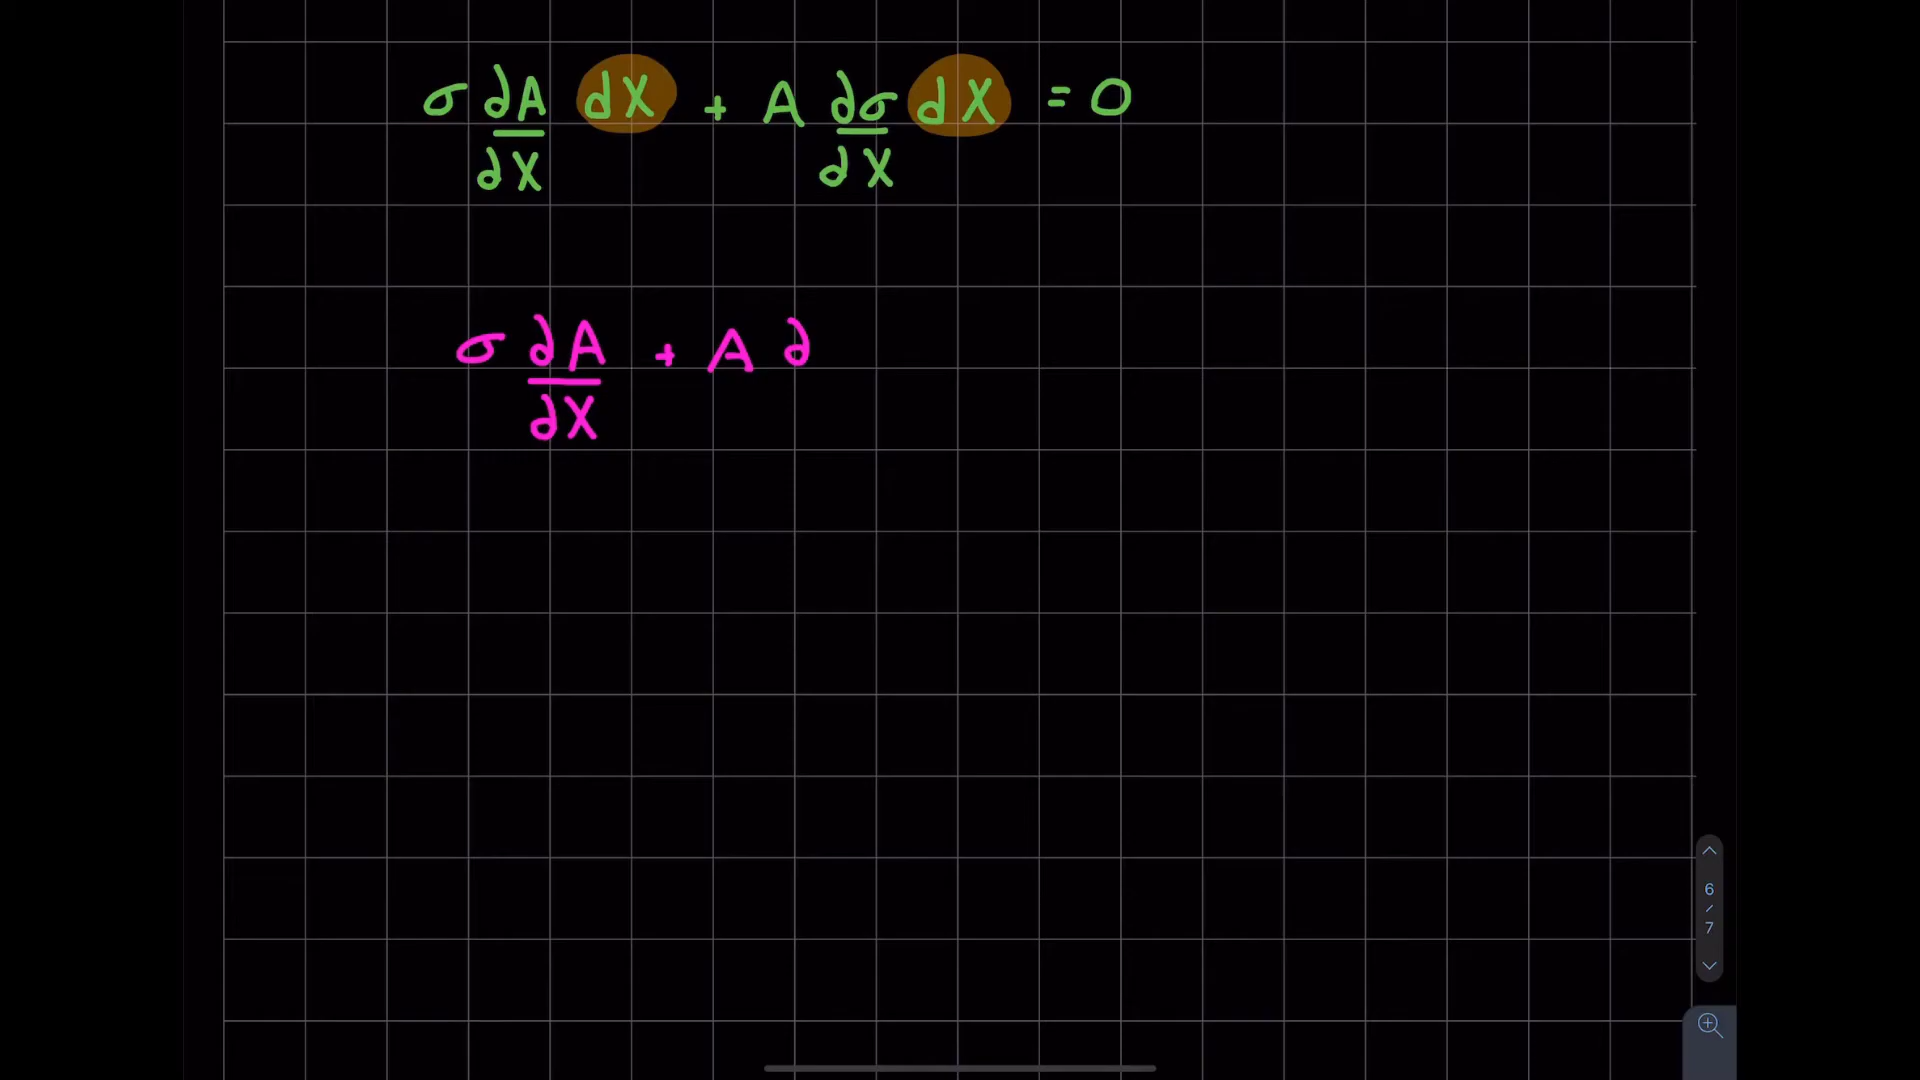 σ ∂A/∂X dX + A ∂σ/∂X dX = 0
σ ∂A/∂X + A ∂
6
/
7